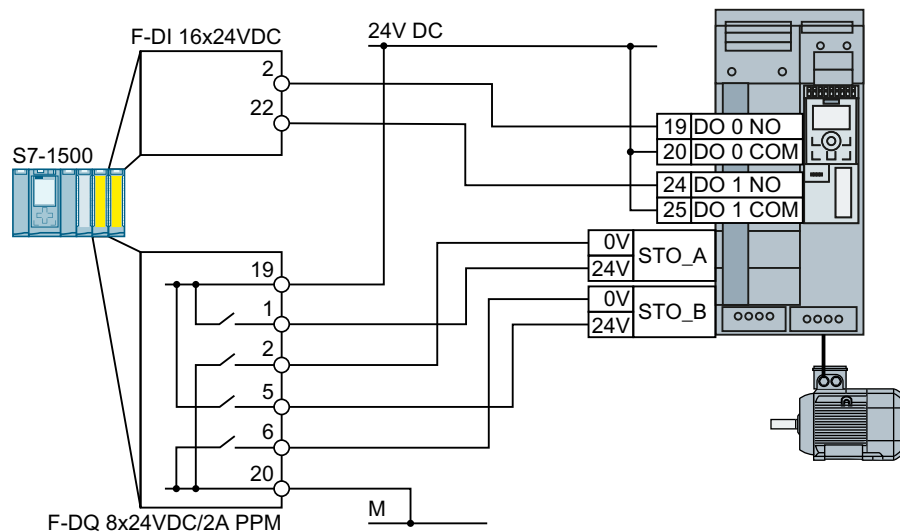 F-DI 16x24VDC
24V DC
2
22
S7-1500
19 DO 0 NO
20 DO 0 COM
24 DO 1 NO
25 DO 1 COM
0V
24V
STO_A
0V
24V
STO_B
19
1
2
5
6
20
M
F-DQ 8x24VDC/2A PPM